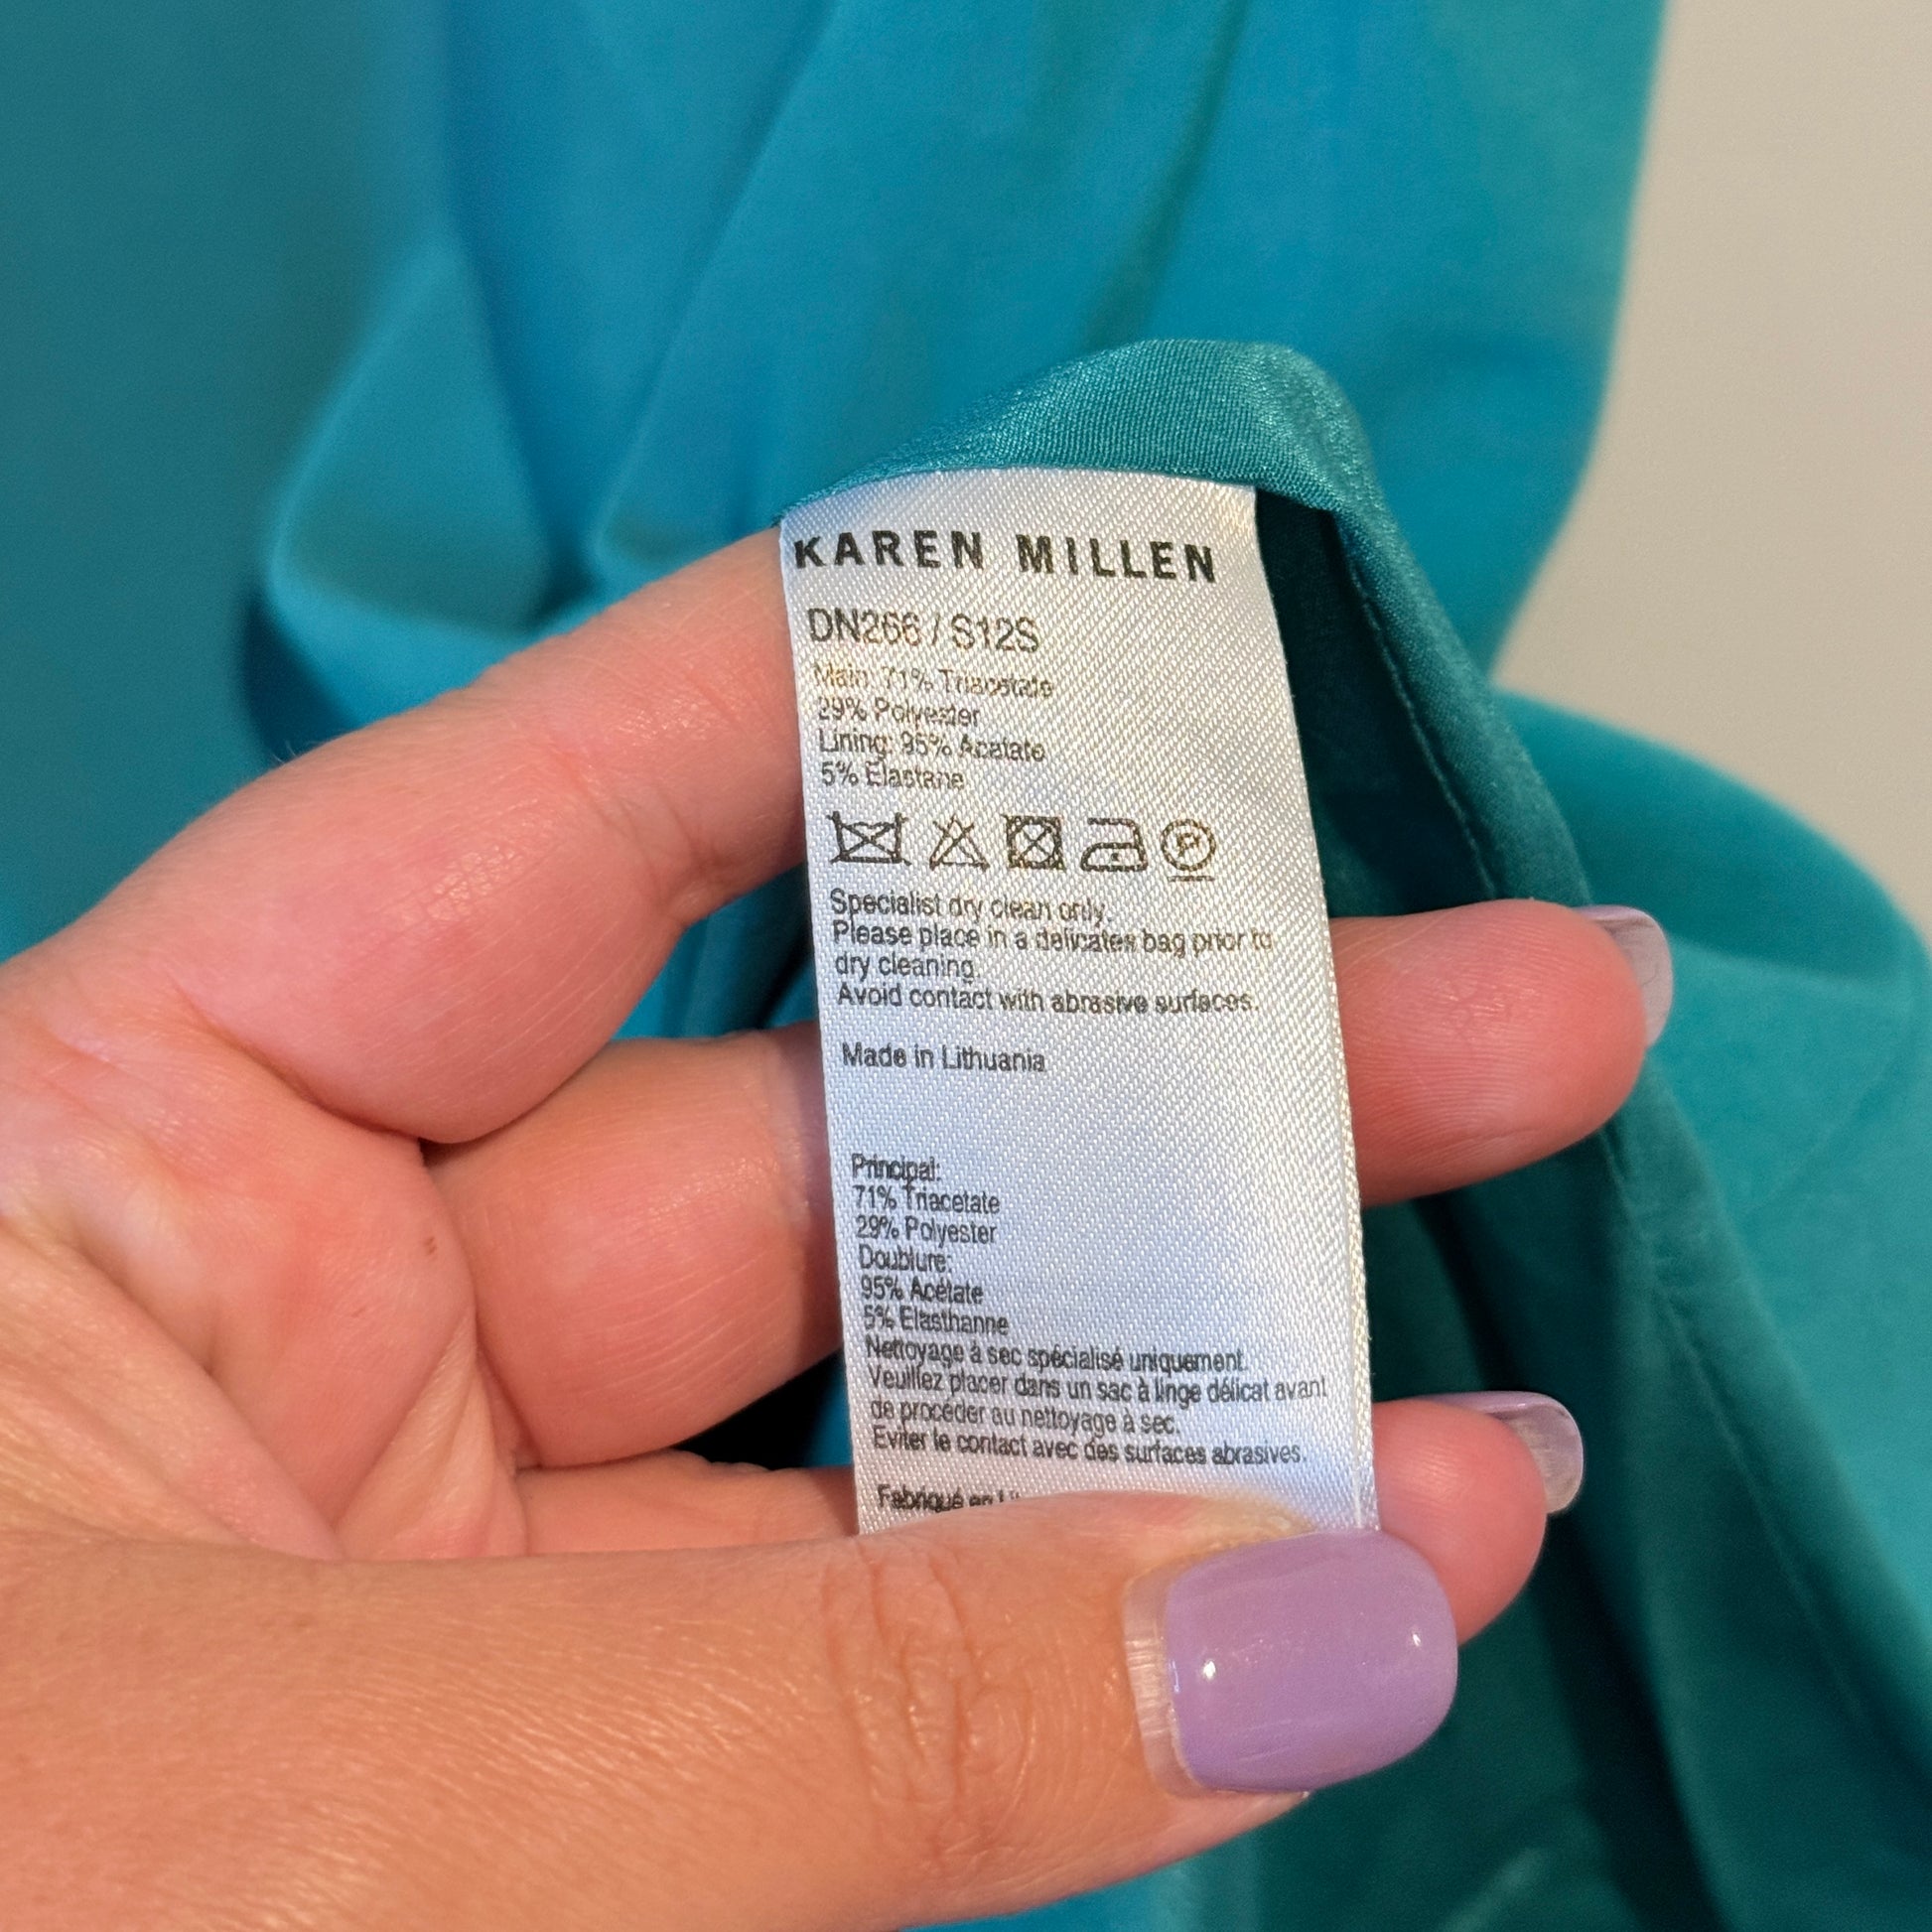 KAREN MILLEN
DN266 / S12S
Main: 71% Triacetate
29% Polyester
Lining: 95% Acatate
5% Elastane
P
Specialist dry clean only.
Please place in a delicates bag prior to
dry cleaning.
Avoid contact with abrasive surfaces.
Made in Lithuania
Principal:
71% Triacetate
29% Polyester
Doublure:
95% Acétate
5% Elasthanne
Nettoyage à sec spécialisé uniquement.
Veuillez placer dans un sac à linge délicat avant
de procéder au nettoyage à sec.
Eviter le contact avec des surfaces abrasives.
Fabriqué en